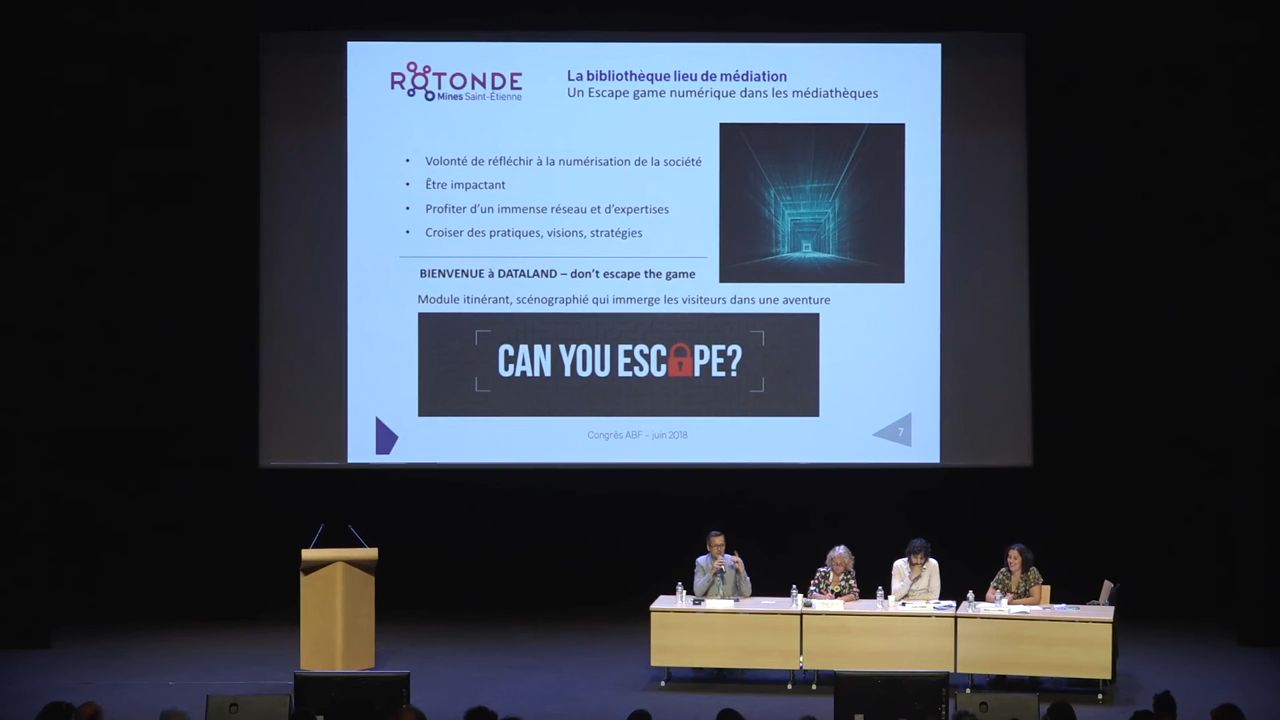 ROTONDE
Mines Saint-Étienne
La bibliothèque lieu de médiation
Un Escape game numérique dans les médiathèques
• Volonté de réfléchir à la numérisation de la société
• Être impactant
• Profiter d’un immense réseau et d’expertises
• Croiser des pratiques, visions, stratégies
BIENVENUE à DATALAND – don’t escape the game
Module itinérant, scénographié qui immerge les visiteurs dans une aventure
CAN YOU ESCAPE?
Congrès ABF – juin 2018
7